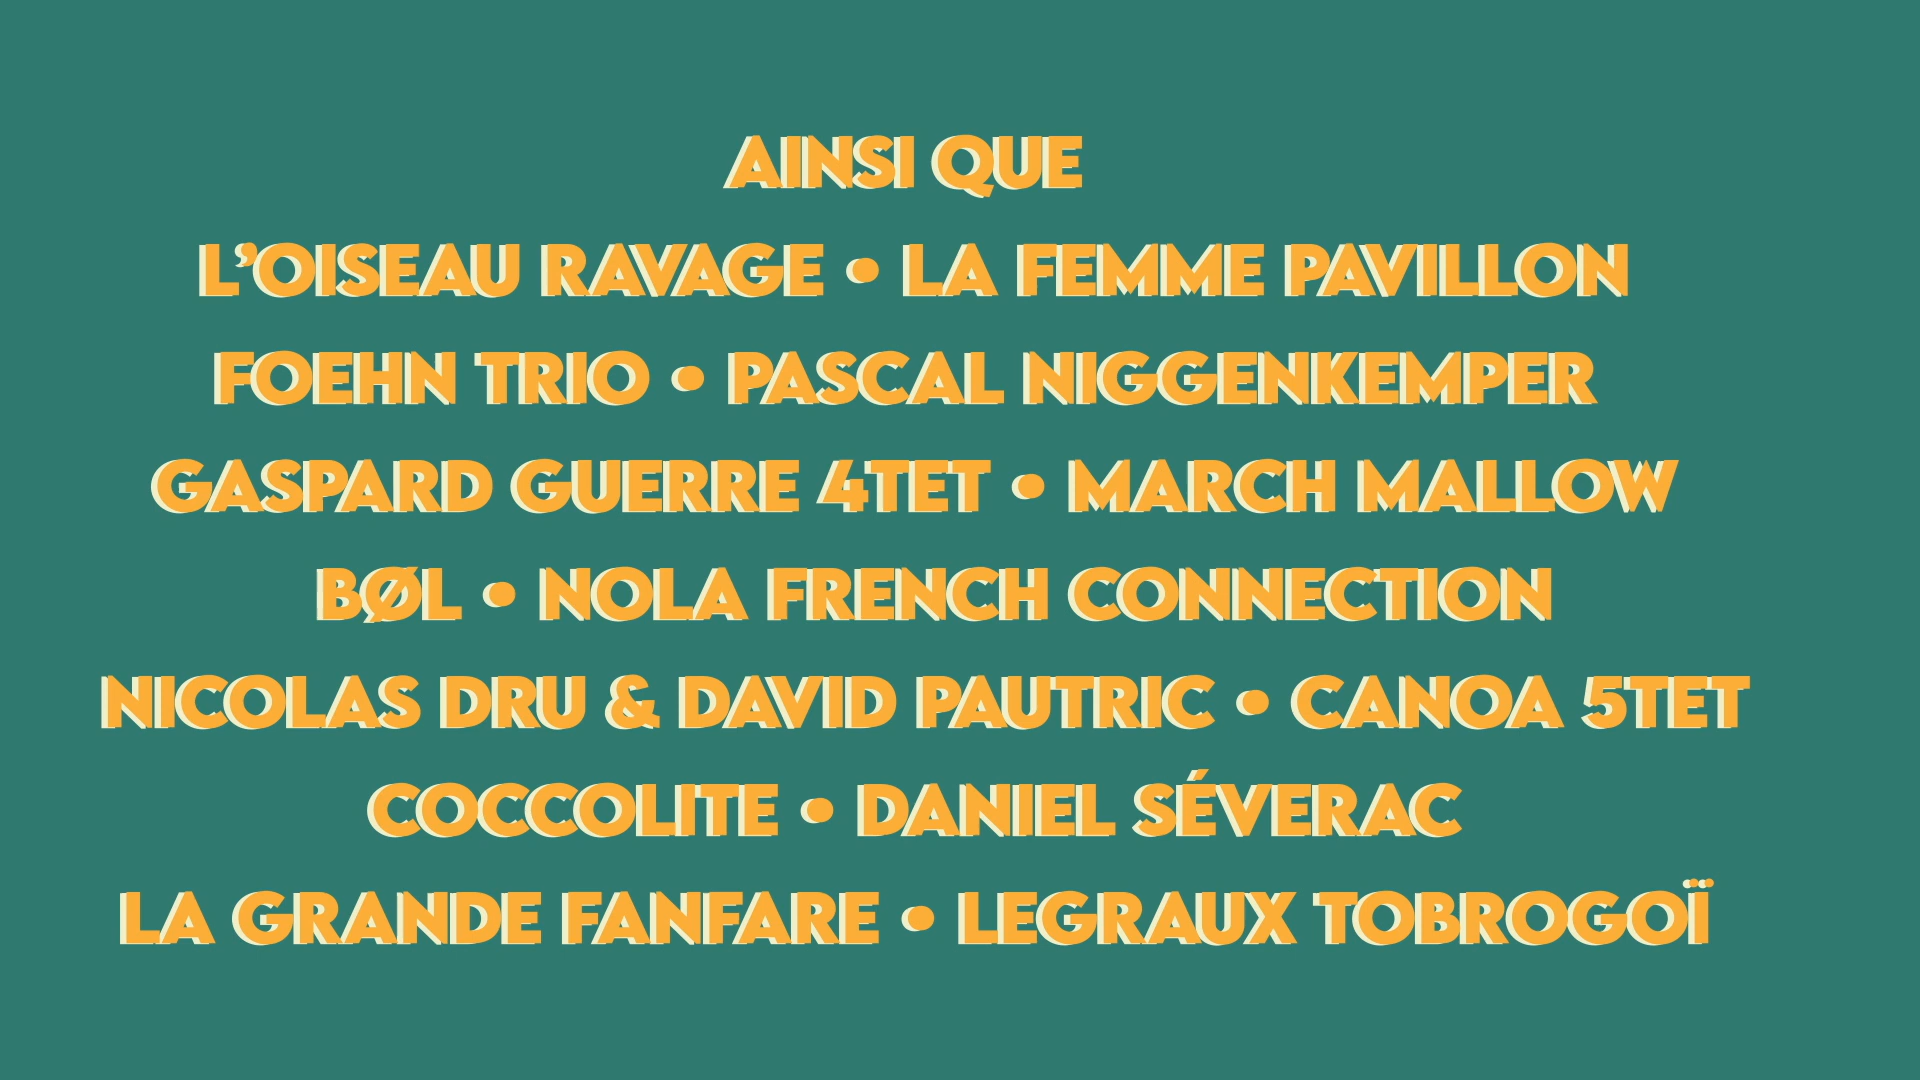 AINSI QUE
L’OISEAU RAVAGE • LA FEMME PAVILLON
FOEHN TRIO • PASCAL NIGGENKEMPER
GASPARD GUERRE 4TET • MARCH MALLOW
BØL • NOLA FRENCH CONNECTION
NICOLAS DRU & DAVID PAUTRIC • CANOA 5TET
COCCOLITE • DANIEL SÉVERAC
LA GRANDE FANFARE • LEGRAUX TOBROGOÏ